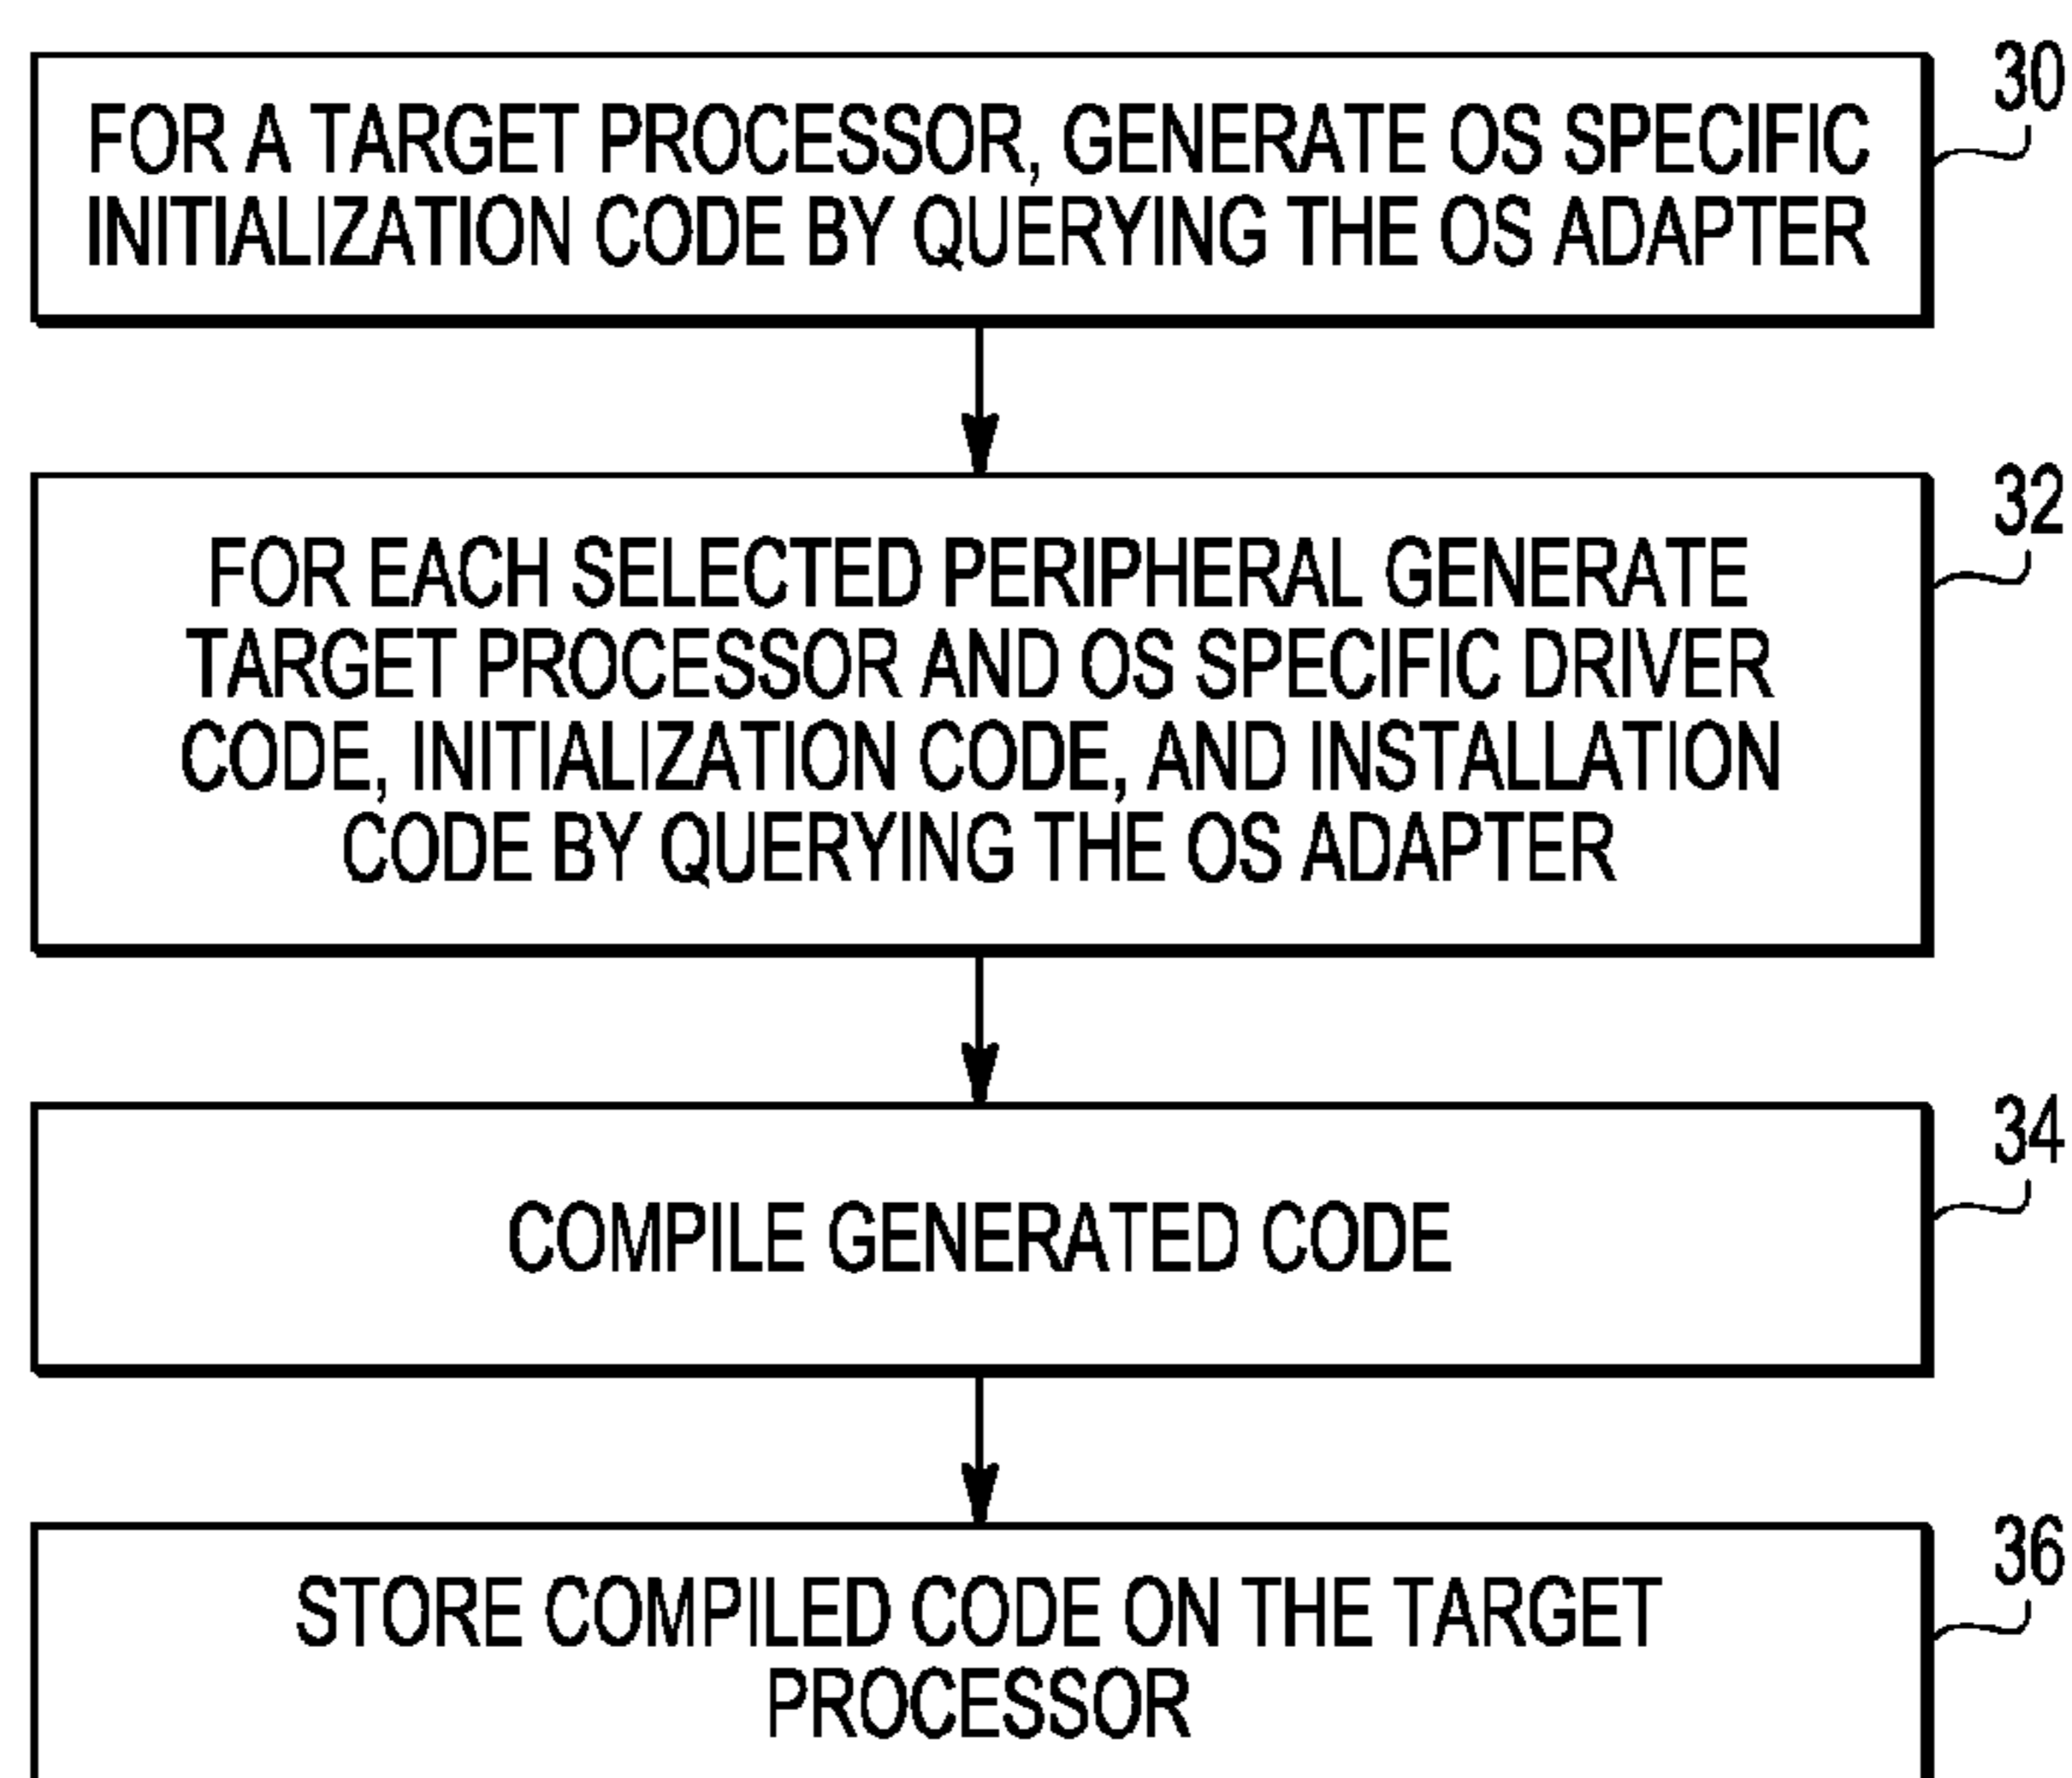 30
FOR A TARGET PROCESSOR, GENERATE OS SPECIFIC
INITIALIZATION CODE BY QUERYING THE OS ADAPTER
32
FOR EACH SELECTED PERIPHERAL GENERATE
TARGET PROCESSOR AND OS SPECIFIC DRIVER
CODE, INITIALIZATION CODE, AND INSTALLATION
CODE BY QUERYING THE OS ADAPTER
34
COMPILE GENERATED CODE
36
STORE COMPILED CODE ON THE TARGET
PROCESSOR